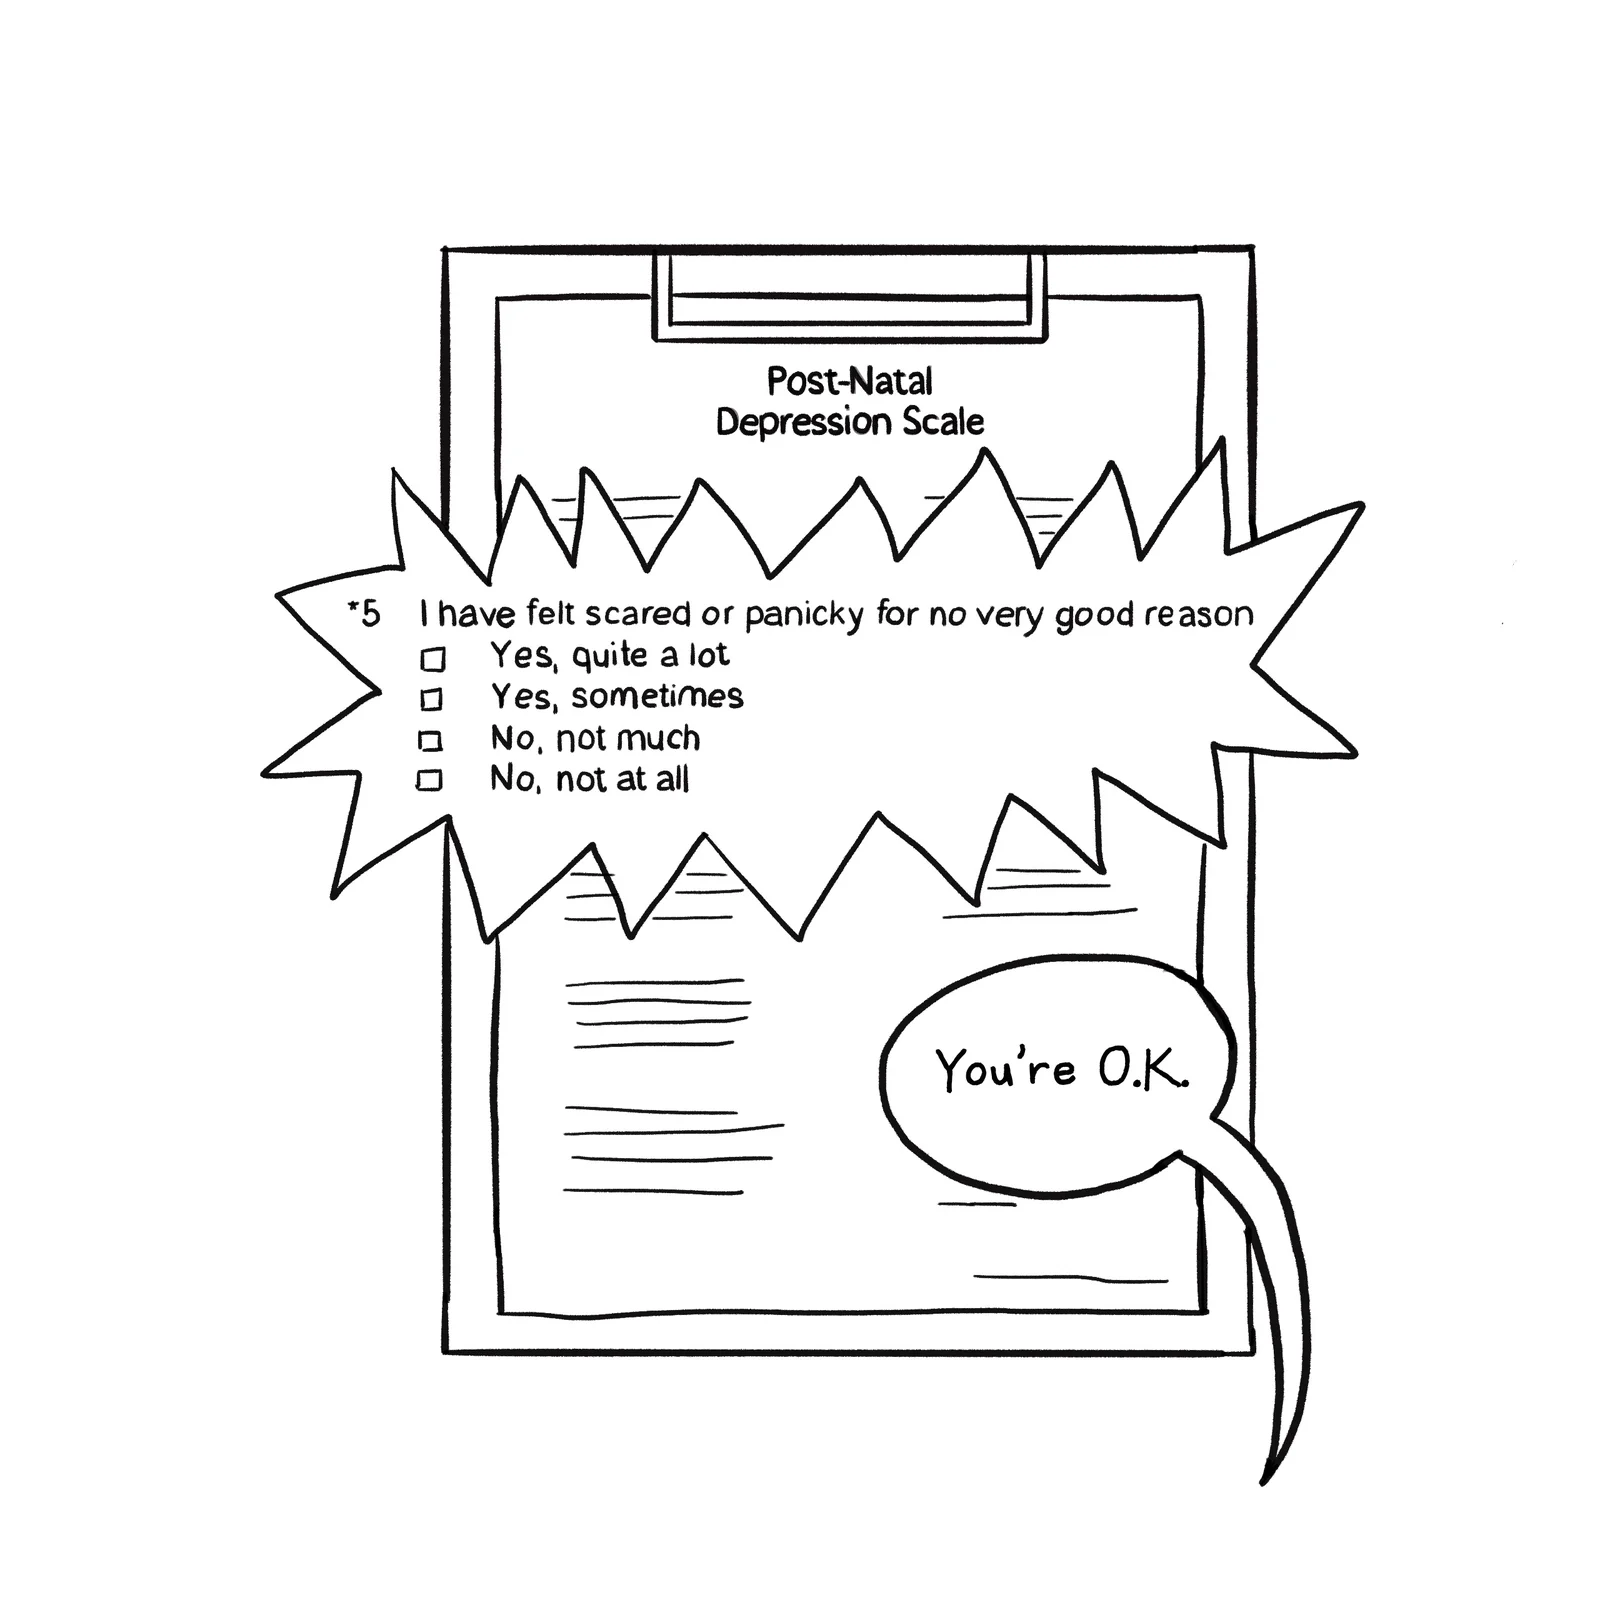 Post-Natal
Depression Scale
*5 I have felt scared or panicky for no very good reason
Yes, quite a lot
Yes, sometimes
No, not much
No, not at all
You're O.K.